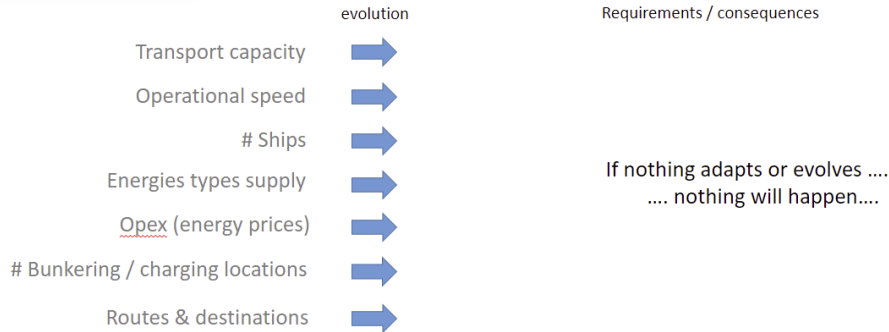 evolution
Requirements / consequences
Transport capacity
Operational speed
# Ships
Energies types supply
If nothing adapts or evolves ....
.... nothing will happen....
Opex (energy prices)
# Bunkering / charging locations
Routes & destinations